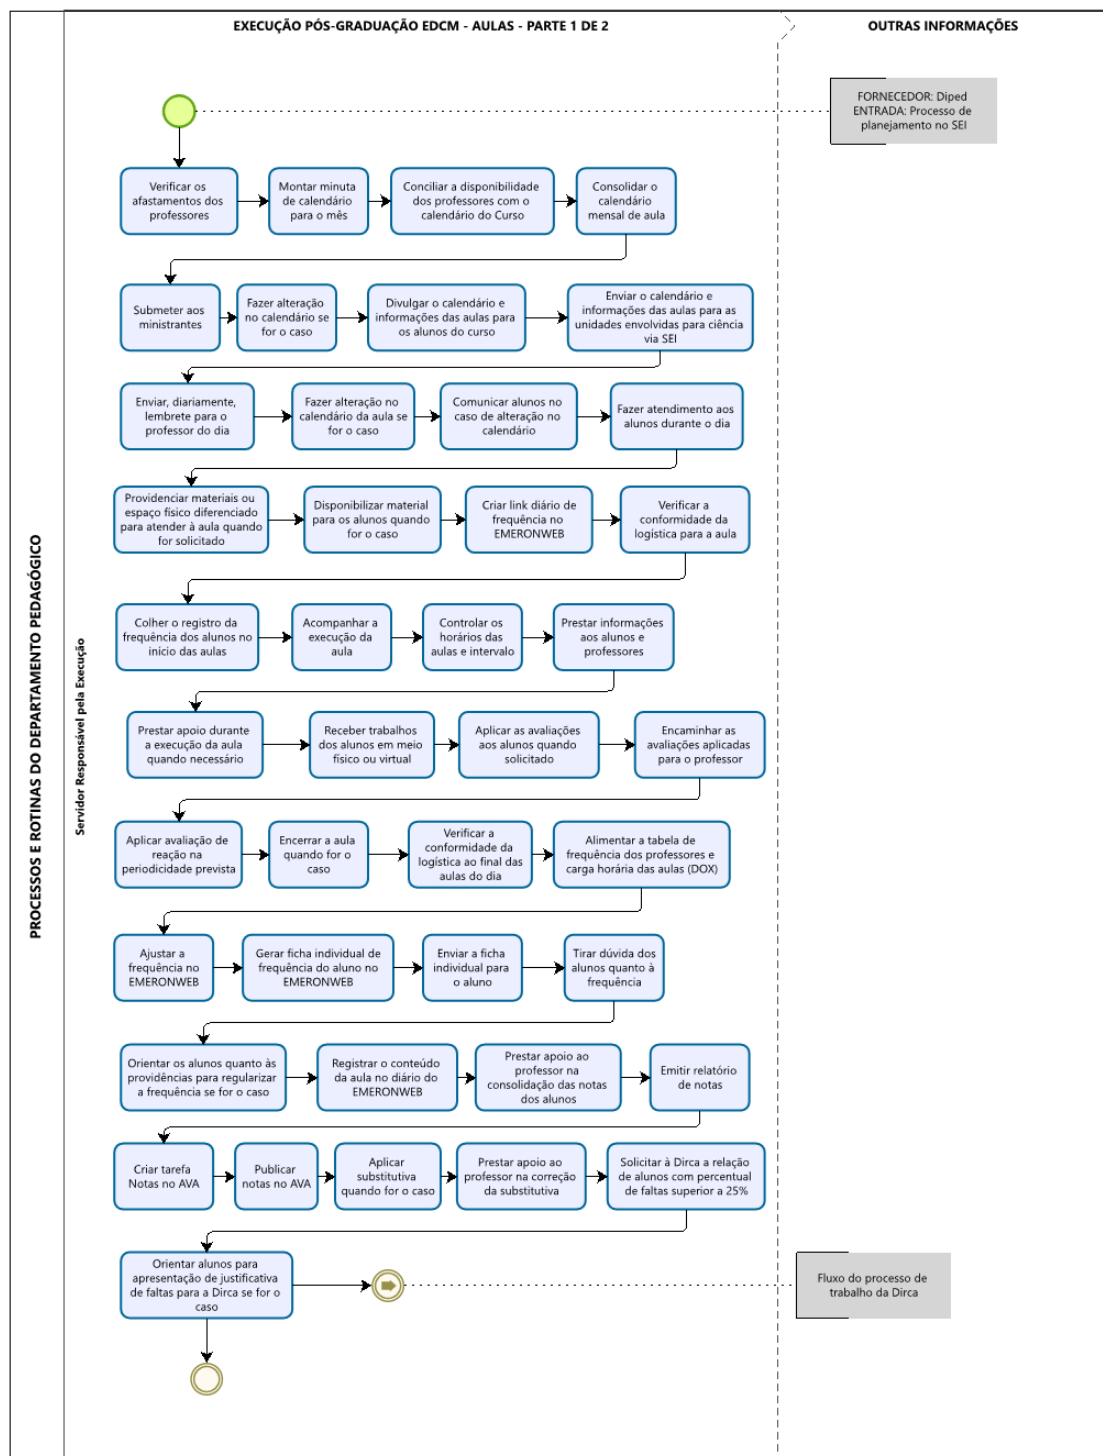 EXECUÇÃO PÓS-GRADUAÇÃO EDCM - AULAS - PARTE 1 DE 2
OUTRAS INFORMAÇÕES
PROCESSOS E ROTINAS DO DEPARTAMENTO PEDAGÓGICO
Servidor Responsável pela Execução
FORNECEDOR: Diped
ENTRADA: Processo de
planejamento no SEI
Verificar os
afastamentos dos
professores
Montar minuta
de calendário
para o mês
Conciliar a disponibilidade
dos professores com o
calendário do Curso
Consolidar o
calendário
mensal de aula
Submeter aos
ministrantes
Fazer alteração
no calendário se
for o caso
Divulgar o calendário e
informações das aulas para
os alunos do curso
Enviar o calendário e
informações das aulas para as
unidades envolvidas para ciência
via SEI
Enviar, diariamente,
lembrete para o
professor do dia
Fazer alteração no
calendário da aula se
for o caso
Comunicar alunos no
caso de alteração no
calendário
Fazer atendimento aos
alunos durante o dia
Providenciar materiais ou
espaço físico diferenciado
para atender à aula quando
for solicitado
Disponibilizar material
para os alunos quando
for o caso
Criar link diário de
frequência no
EMERONWEB
Verificar a
conformidade da
logística para a aula
Colher o registro da
frequência dos alunos no
início das aulas
Acompanhar a
execução da
aula
Controlar os
horários das
aulas e intervalo
Prestar informações
aos alunos e
professores
Prestar apoio durante
a execução da aula
quando necessário
Receber trabalhos
dos alunos em meio
físico ou virtual
Aplicar as avaliações
aos alunos quando
solicitado
Encaminhar as
avaliações aplicadas
para o professor
Aplicar avaliação de
reação na
periodicidade prevista
Encerrar a aula
quando for o
caso
Verificar a
conformidade da
logística ao final das
aulas do dia
Alimentar a tabela de
frequência dos professores e
carga horária das aulas (DOX)
Ajustar a
frequência no
EMERONWEB
Gerar ficha individual de
frequência do aluno no
EMERONWEB
Enviar a ficha
individual para
o aluno
Tirar dúvida dos
alunos quanto à
frequência
Orientar os alunos quanto às
providências para regularizar
a frequência se for o caso
Registrar o conteúdo
da aula no diário do
EMERONWEB
Prestar apoio ao
professor na
consolidação das notas
dos alunos
Emitir relatório
de notas
Criar tarefa
Notas no AVA
Publicar
notas no AVA
Aplicar
substitutiva
quando for o caso
Prestar apoio ao
professor na correção
da substitutiva
Solicitar à Dirca a relação
de alunos com percentual
de faltas superior a 25%
Orientar alunos para
apresentação de justificativa
de faltas para a Dirca se for o
caso
Fluxo do processo de
trabalho da Dirca